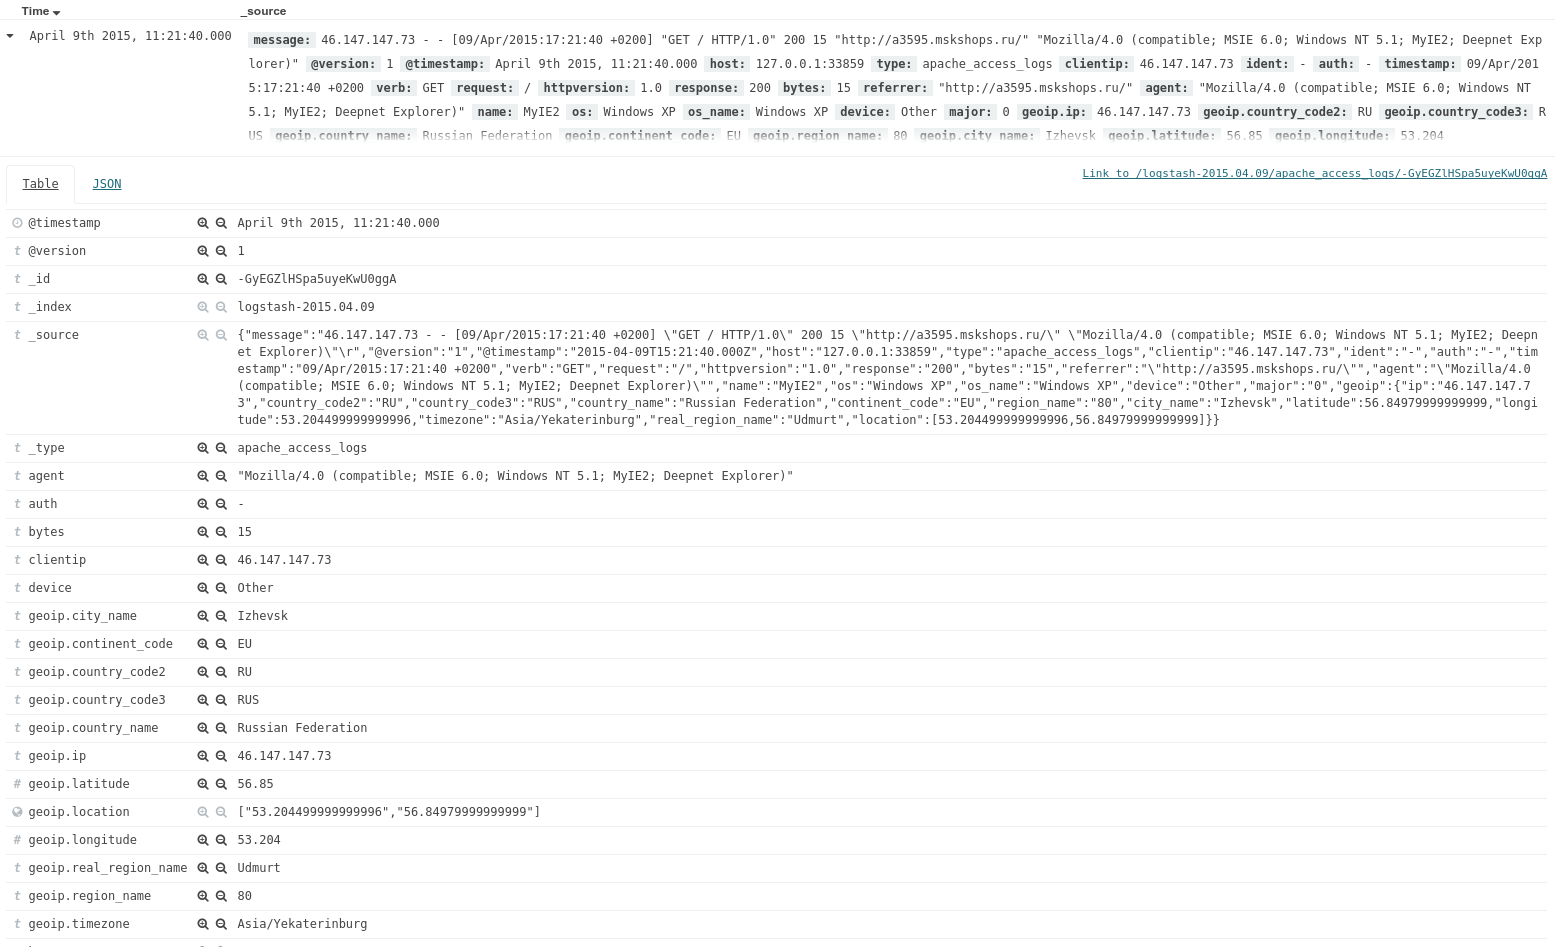 Time _source
April 9th 2015, 11:21:40.000 message: 46.147.147.73 - - [09/Apr/2015:17:21:40 +0200] "GET / HTTP/1.0" 200 15 "http://a3595.mskshops.ru/" "Mozilla/4.0 (compatible; MSIE 6.0; Windows NT 5.1; MyIE2; Deepnet Exp
lorer)" @version: 1 @timestamp: April 9th 2015, 11:21:40.000 host: 127.0.0.1:33859 type: apache_access_logs clientip: 46.147.147.73 ident: - auth: - timestamp: 09/Apr/201
5:17:21:40 +0200 verb: GET request: / httpversion: 1.0 response: 200 bytes: 15 referrer: "http://a3595.mskshops.ru/" agent: "Mozilla/4.0 (compatible; MSIE 6.0; Windows NT
5.1; MyIE2; Deepnet Explorer)" name: MyIE2 os: Windows XP os_name: Windows XP device: Other major: 0 geoip.ip: 46.147.147.73 geoip.country_code2: RU geoip.country_code3: R
US geoip.country_name: Russian Federation geoip.continent_code: EU geoip.region_name: 80 geoip.city_name: Izhevsk geoip.latitude: 56.85 geoip.longitude: 53.204
Table JSON Link to /logstash-2015.04.09/apache_access_logs/-GyEGZlHSpa5uyeKwU0ggA
@timestamp April 9th 2015, 11:21:40.000
t @version 1
t _id -GyEGZlHSpa5uyeKwU0ggA
t _index logstash-2015.04.09
t _source {"message":"46.147.147.73 - - [09/Apr/2015:17:21:40 +0200] \"GET / HTTP/1.0\" 200 15 \"http://a3595.mskshops.ru/\" \"Mozilla/4.0 (compatible; MSIE 6.0; Windows NT 5.1; MyIE2; Deepn
et Explorer)\"\r","@version":"1","@timestamp":"2015-04-09T15:21:40.000Z","host":"127.0.0.1:33859","type":"apache_access_logs","clientip":"46.147.147.73","ident":"-","auth":"-","tim
estamp":"09/Apr/2015:17:21:40 +0200","verb":"GET","request":"/","httpversion":"1.0","response":"200","bytes":"15","referrer":"\"http://a3595.mskshops.ru/\"","agent":"\"Mozilla/4.0
(compatible; MSIE 6.0; Windows NT 5.1; MyIE2; Deepnet Explorer)\"","name":"MyIE2","os":"Windows XP","os_name":"Windows XP","device":"Other","major":"0","geoip":{"ip":"46.147.147.7
3","country_code2":"RU","country_code3":"RUS","country_name":"Russian Federation","continent_code":"EU","region_name":"80","city_name":"Izhevsk","latitude":56.84979999999999,"longi
tude":53.204499999999996,"timezone":"Asia/Yekaterinburg","real_region_name":"Udmurt","location":[53.204499999999996,56.84979999999999]}}
t _type apache_access_logs
t agent "Mozilla/4.0 (compatible; MSIE 6.0; Windows NT 5.1; MyIE2; Deepnet Explorer)"
t auth -
t bytes 15
t clientip 46.147.147.73
t device Other
t geoip.city_name Izhevsk
t geoip.continent_code EU
t geoip.country_code2 RU
t geoip.country_code3 RUS
t geoip.country_name Russian Federation
t geoip.ip 46.147.147.73
# geoip.latitude 56.85
geoip.location ["53.204499999999996","56.84979999999999"]
# geoip.longitude 53.204
t geoip.real_region_name Udmurt
t geoip.region_name 80
t geoip.timezone Asia/Yekaterinburg